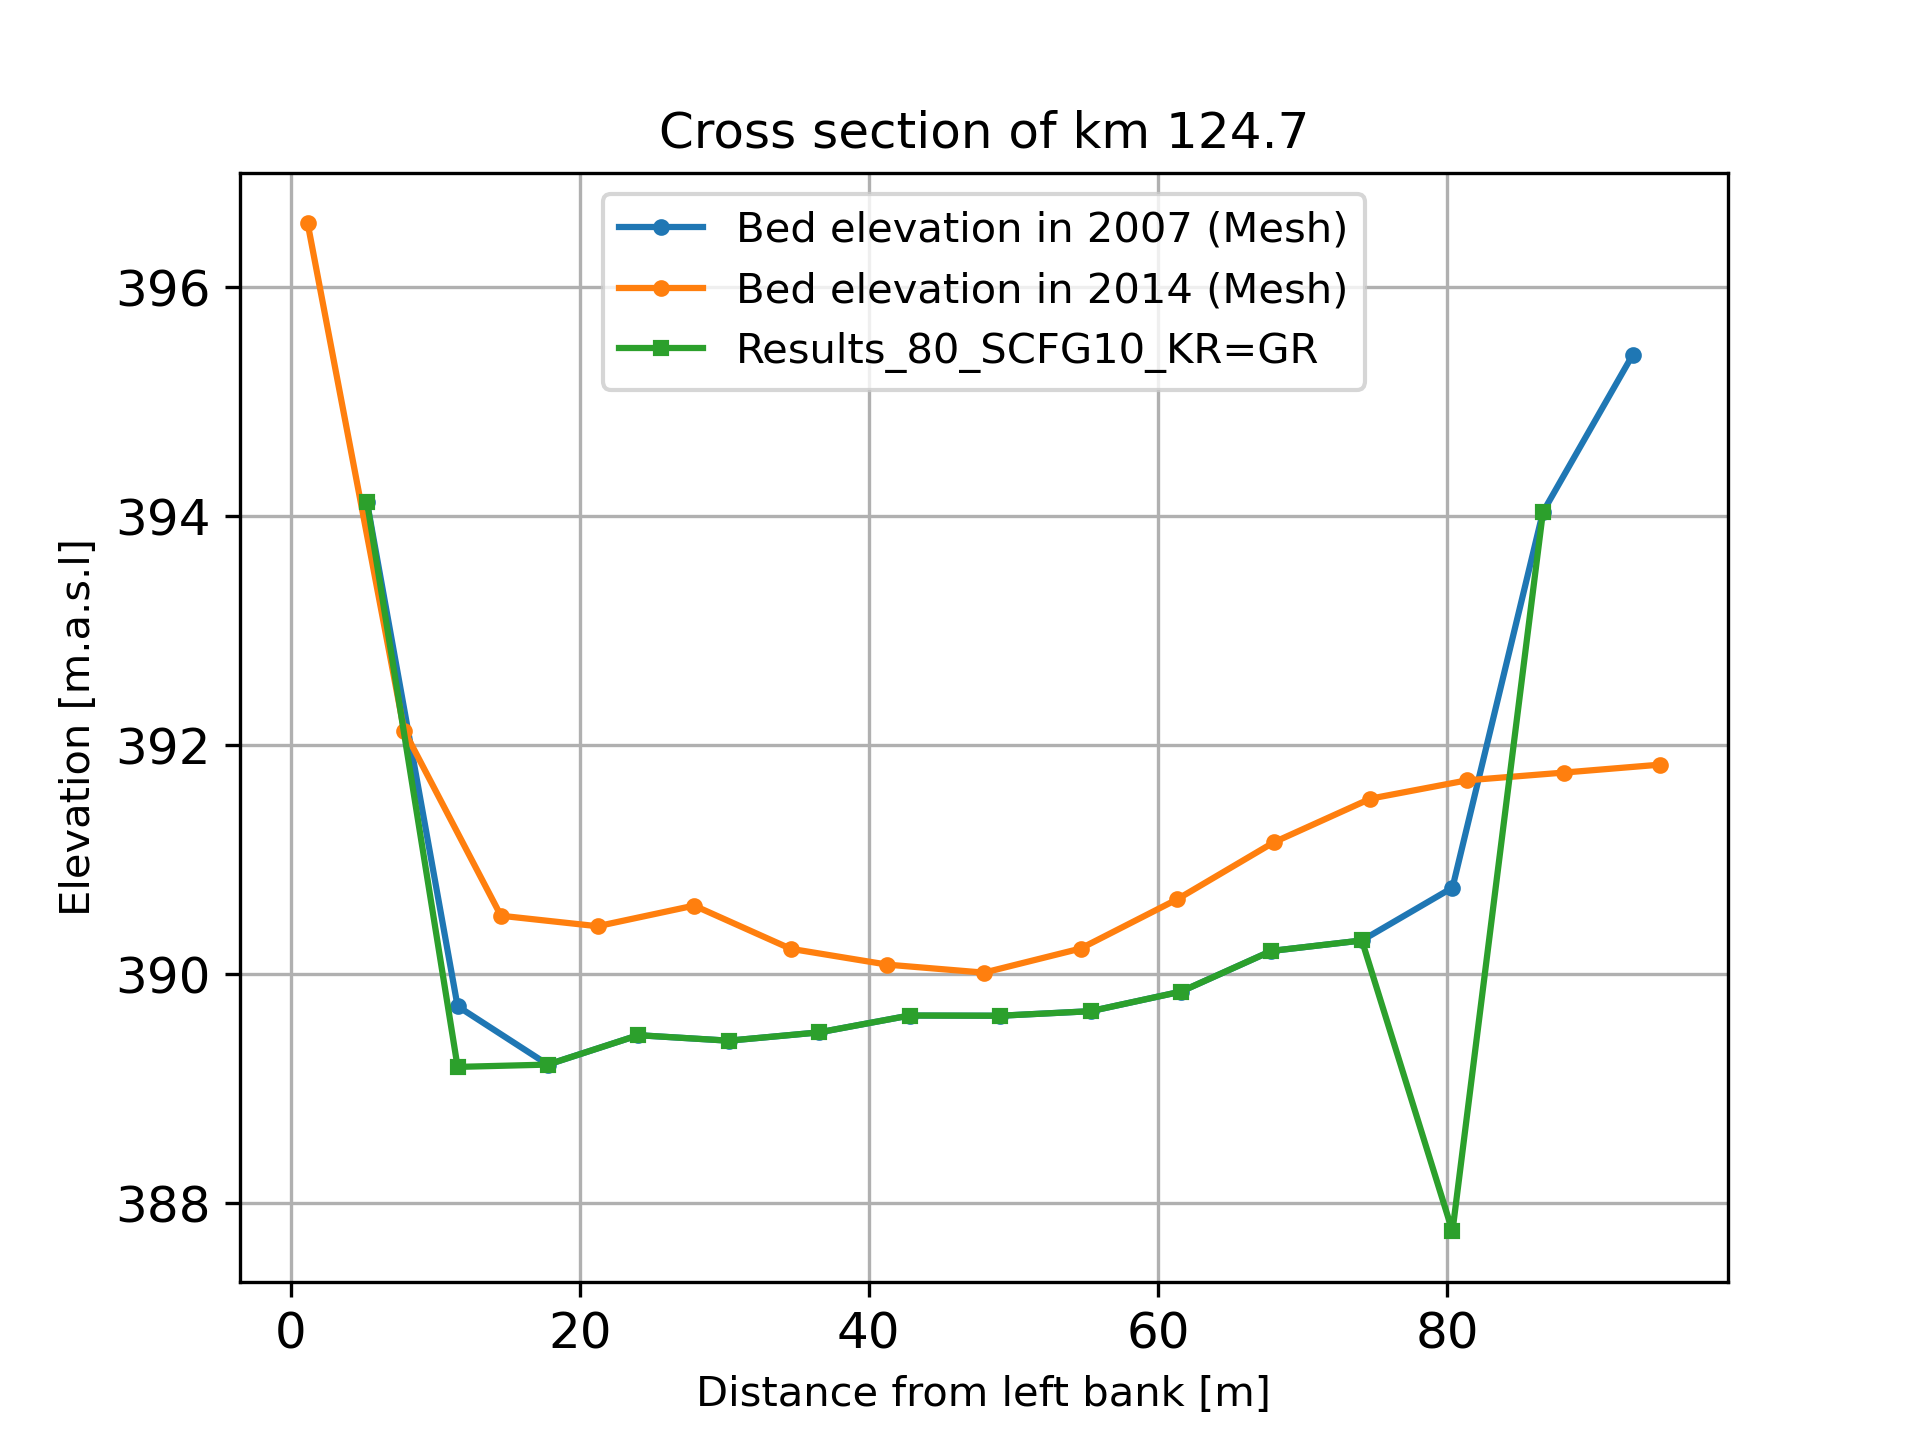 Cross section of km 124.7
Bed elevation in 2007 (Mesh)
Bed elevation in 2014 (Mesh)
Results_80_SCFG10_KR=GR
Elevation [m.a.s.l]
396
394
392
390
388
0 20 40 60 80
Distance from left bank [m]